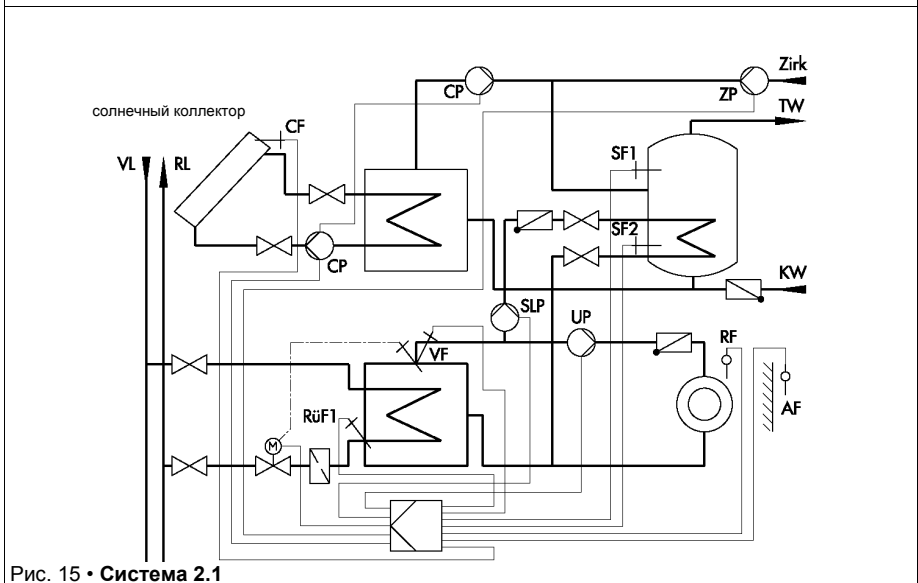 Zirk
CP
ZP
TW
солнечный коллектор
CF
VL
RL
SF1
SF2
CP
KW
SLP
UP
VF
RF
AF
RüF1
M
Рис. 15 • Система 2.1